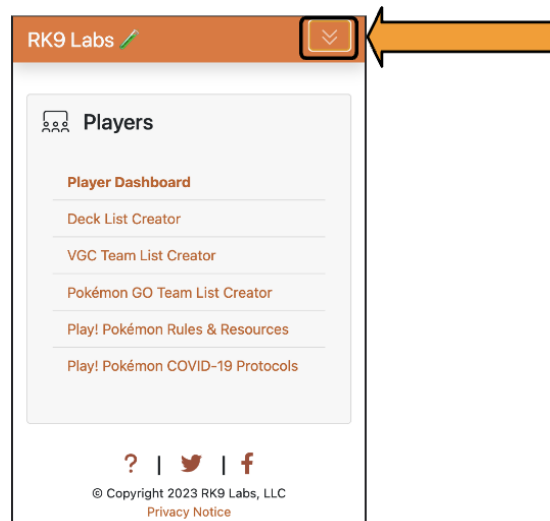 RK9 Labs
Players
Player Dashboard
Deck List Creator
VGC Team List Creator
Pokémon GO Team List Creator
Play! Pokémon Rules & Resources
Play! Pokémon COVID-19 Protocols
? | | f
© Copyright 2023 RK9 Labs, LLC
Privacy Notice